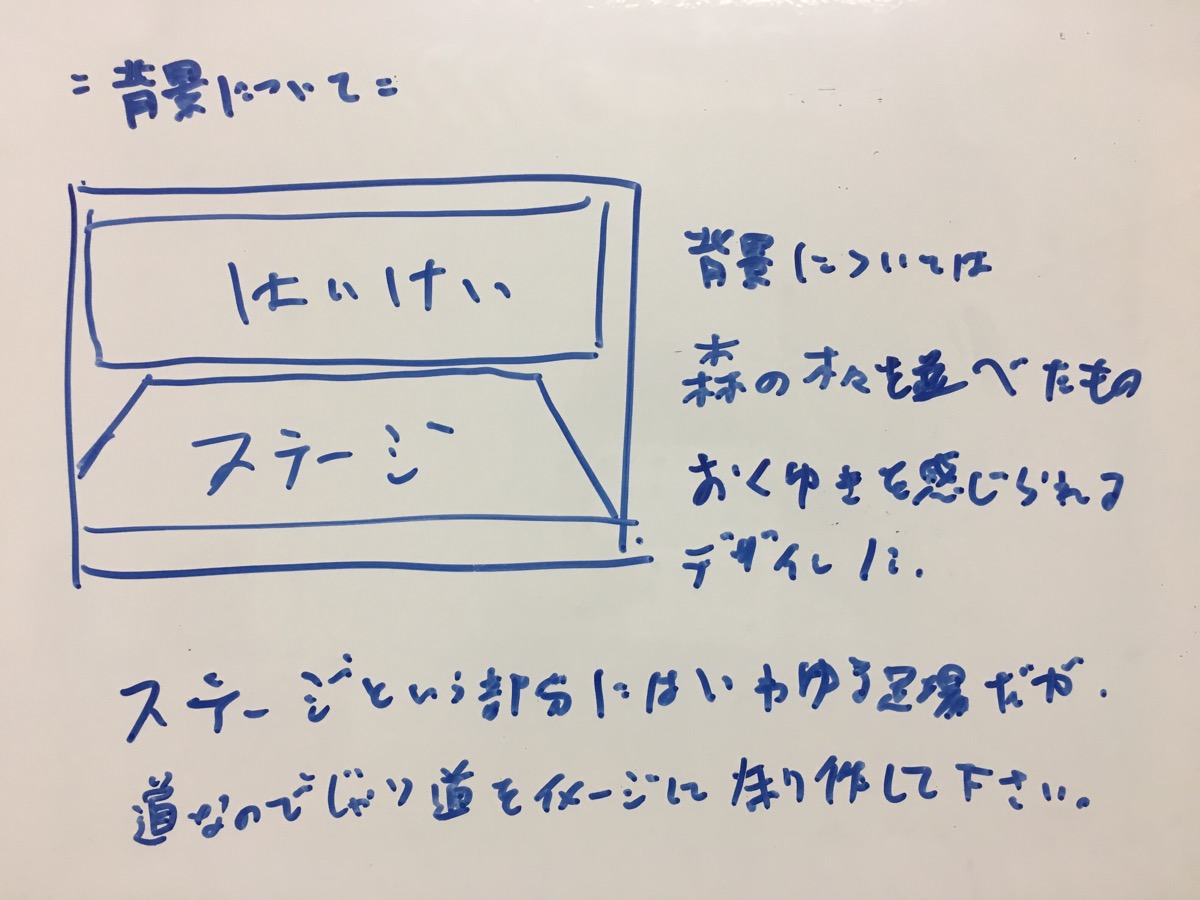 =背景について=
はいけい
ステージ
背景については
森の木々を並べたもの
おくゆきを感じられる
デザインに.
ステージという部分にはいわゆる足場だが.
道なのでじゃり道をイメージに作して下さい。